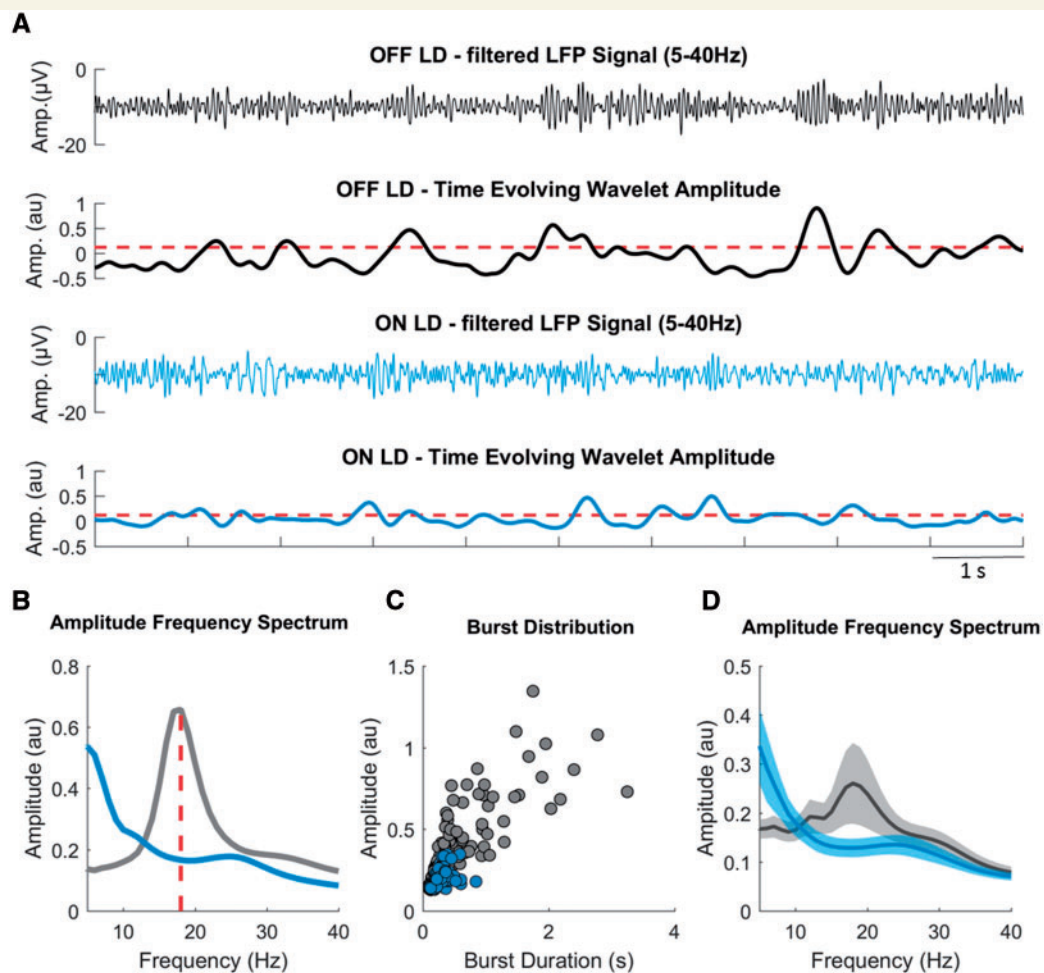 A
OFF LD - filtered LFP Signal (5-40Hz)
Amp.(µV)
0
-20
OFF LD - Time Evolving Wavelet Amplitude
Amp. (au)
1
0.5
0
-0.5
ON LD - filtered LFP Signal (5-40Hz)
Amp. (µV)
0
-20
ON LD - Time Evolving Wavelet Amplitude
Amp. (au)
1
0.5
0
-0.5
1 s
B
Amplitude Frequency Spectrum
Amplitude (au)
0.8
0.6
0.4
0.2
0
10 20 30 40
Frequency (Hz)
C
Burst Distribution
Amplitude (au)
1.5
1
0.5
0
0 2 4
Burst Duration (s)
D
Amplitude Frequency Spectrum
Ampitude (au)
0.5
0.4
0.3
0.2
0.1
0
10 20 30 40
Frequency (Hz)